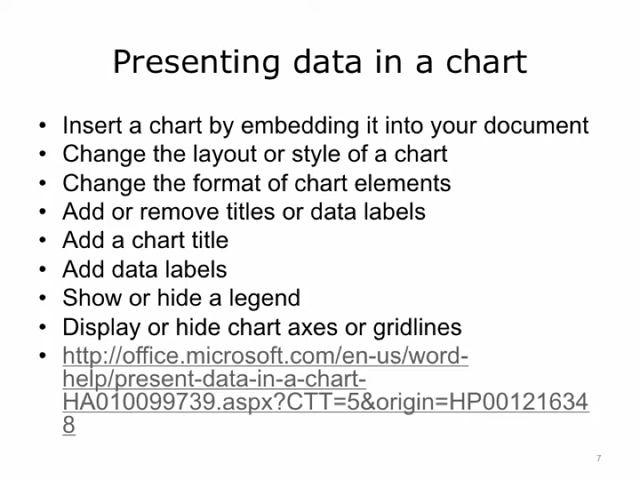 Presenting data in a chart
• Insert a chart by embedding it into your document
• Change the layout or style of a chart
• Change the format of chart elements
• Add or remove titles or data labels
• Add a chart title
• Add data labels
• Show or hide a legend
• Display or hide chart axes or gridlines
• http://office.microsoft.com/en-us/word-
help/present-data-in-a-chart-
HA010099739.aspx?CTT=5&origin=HP00121634
8
7